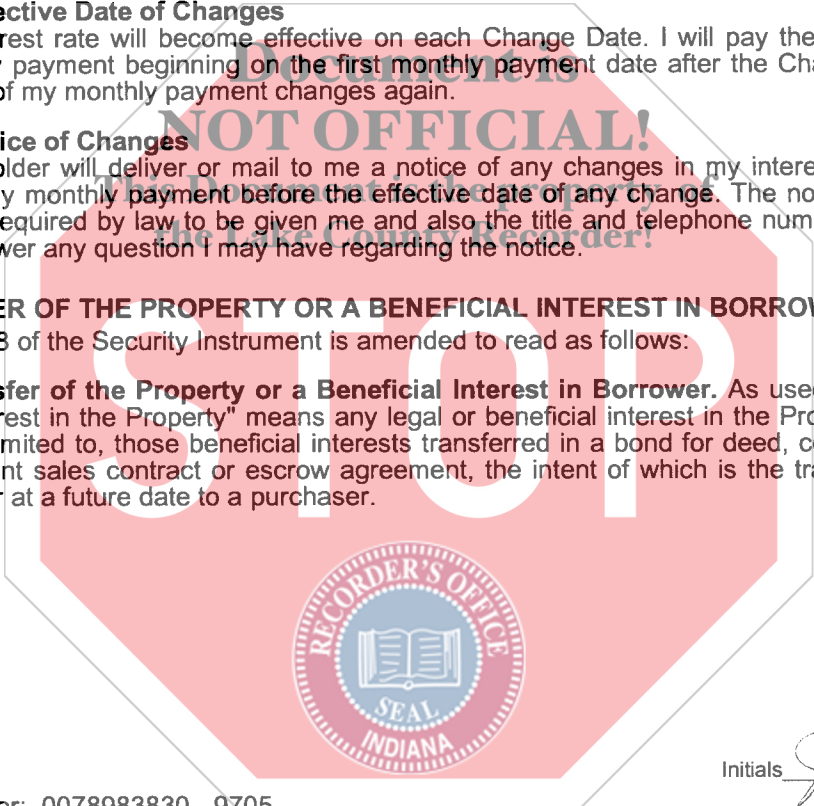 ective Date of Changes
rest rate will become effective on each Change Date. I will pay the
payment beginning on the first monthly payment date after the Cha
of my monthly payment changes again.
Document is
NOT OFFICIAL!
This Document is the property of
the Lake County Recorder!
ice of Changes
older will deliver or mail to me a notice of any changes in my intere
y monthly payment before the effective date of any change. The no
equired by law to be given me and also the title and telephone num
wer any question I may have regarding the notice.
ER OF THE PROPERTY OR A BENEFICIAL INTEREST IN BORROW
8 of the Security Instrument is amended to read as follows:
sfer of the Property or a Beneficial Interest in Borrower. As used
rest in the Property" means any legal or beneficial interest in the Pro
mited to, those beneficial interests transferred in a bond for deed, c
nt sales contract or escrow agreement, the intent of which is the tra
r at a future date to a purchaser.
STOP
RECORDER'S OFFICE
SEAL
INDIANA
Initials
er: 0078983830 - 9705